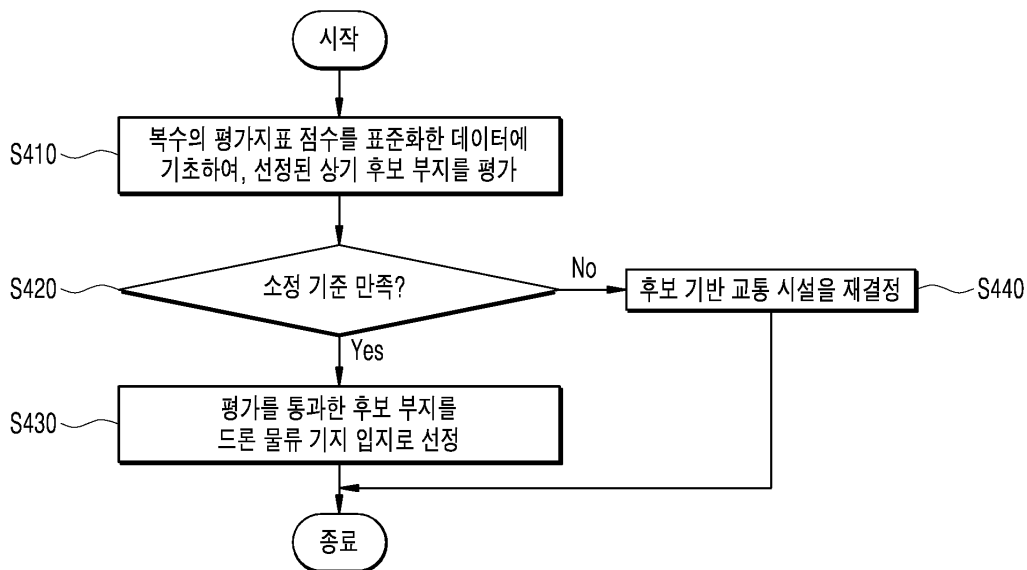 시작
S410
복수의 평가지표 점수를 표준화한 데이터에
기초하여, 선정된 상기 후보 부지를 평가
S420
소정 기준 만족?
No
후보 기반 교통 시설을 재결정
S440
Yes
S430
평가를 통과한 후보 부지를
드론 물류 기지 입지로 선정
종료